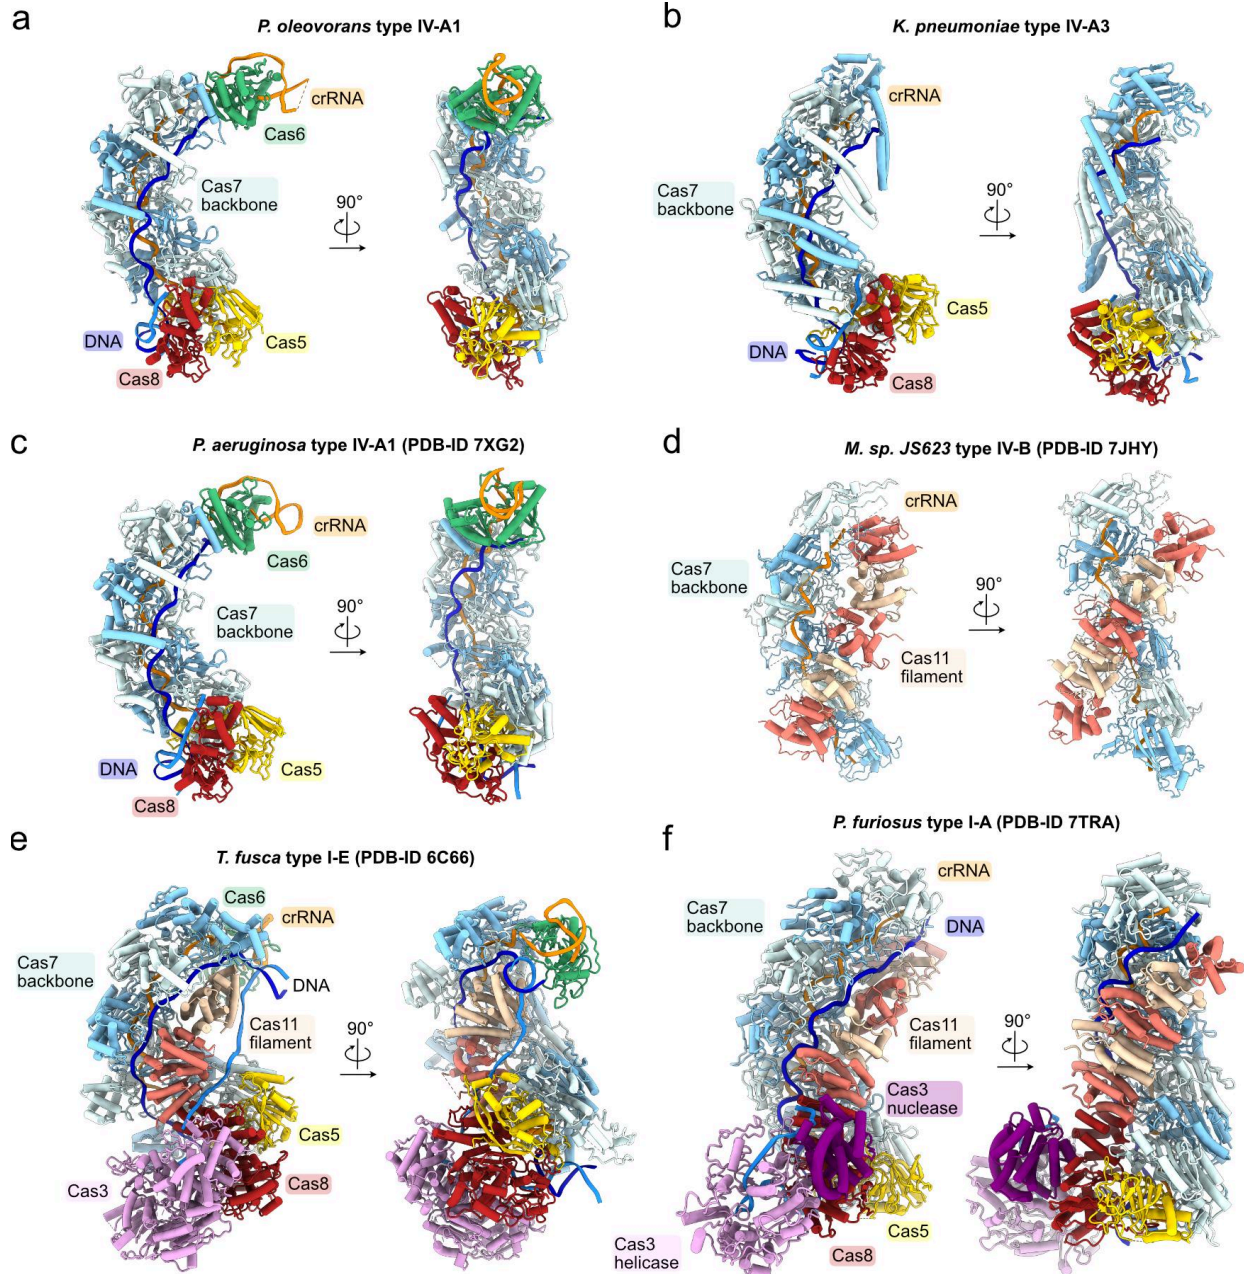 a
P. oleovorans type IV-A1
crRNA
Cas6
Cas7
backbone
90°
DNA
Cas5
Cas8
b
K. pneumoniae type IV-A3
crRNA
Cas7
backbone
90°
Cas5
DNA
Cas8
c
P. aeruginosa type IV-A1 (PDB-ID 7XG2)
crRNA
Cas6
Cas7
backbone
90°
DNA
Cas5
Cas8
d
M. sp. JS623 type IV-B (PDB-ID 7JHY)
crRNA
Cas7
backbone
90°
Cas11
filament
e
T. fusca type I-E (PDB-ID 6C66)
Cas6
crRNA
Cas7
backbone
DNA
Cas11
filament
90°
Cas5
Cas3
Cas8
f
P. furiosus type I-A (PDB-ID 7TRA)
crRNA
Cas7
backbone
DNA
Cas11
filament
90°
Cas3
nuclease
Cas5
Cas8
Cas3
helicase